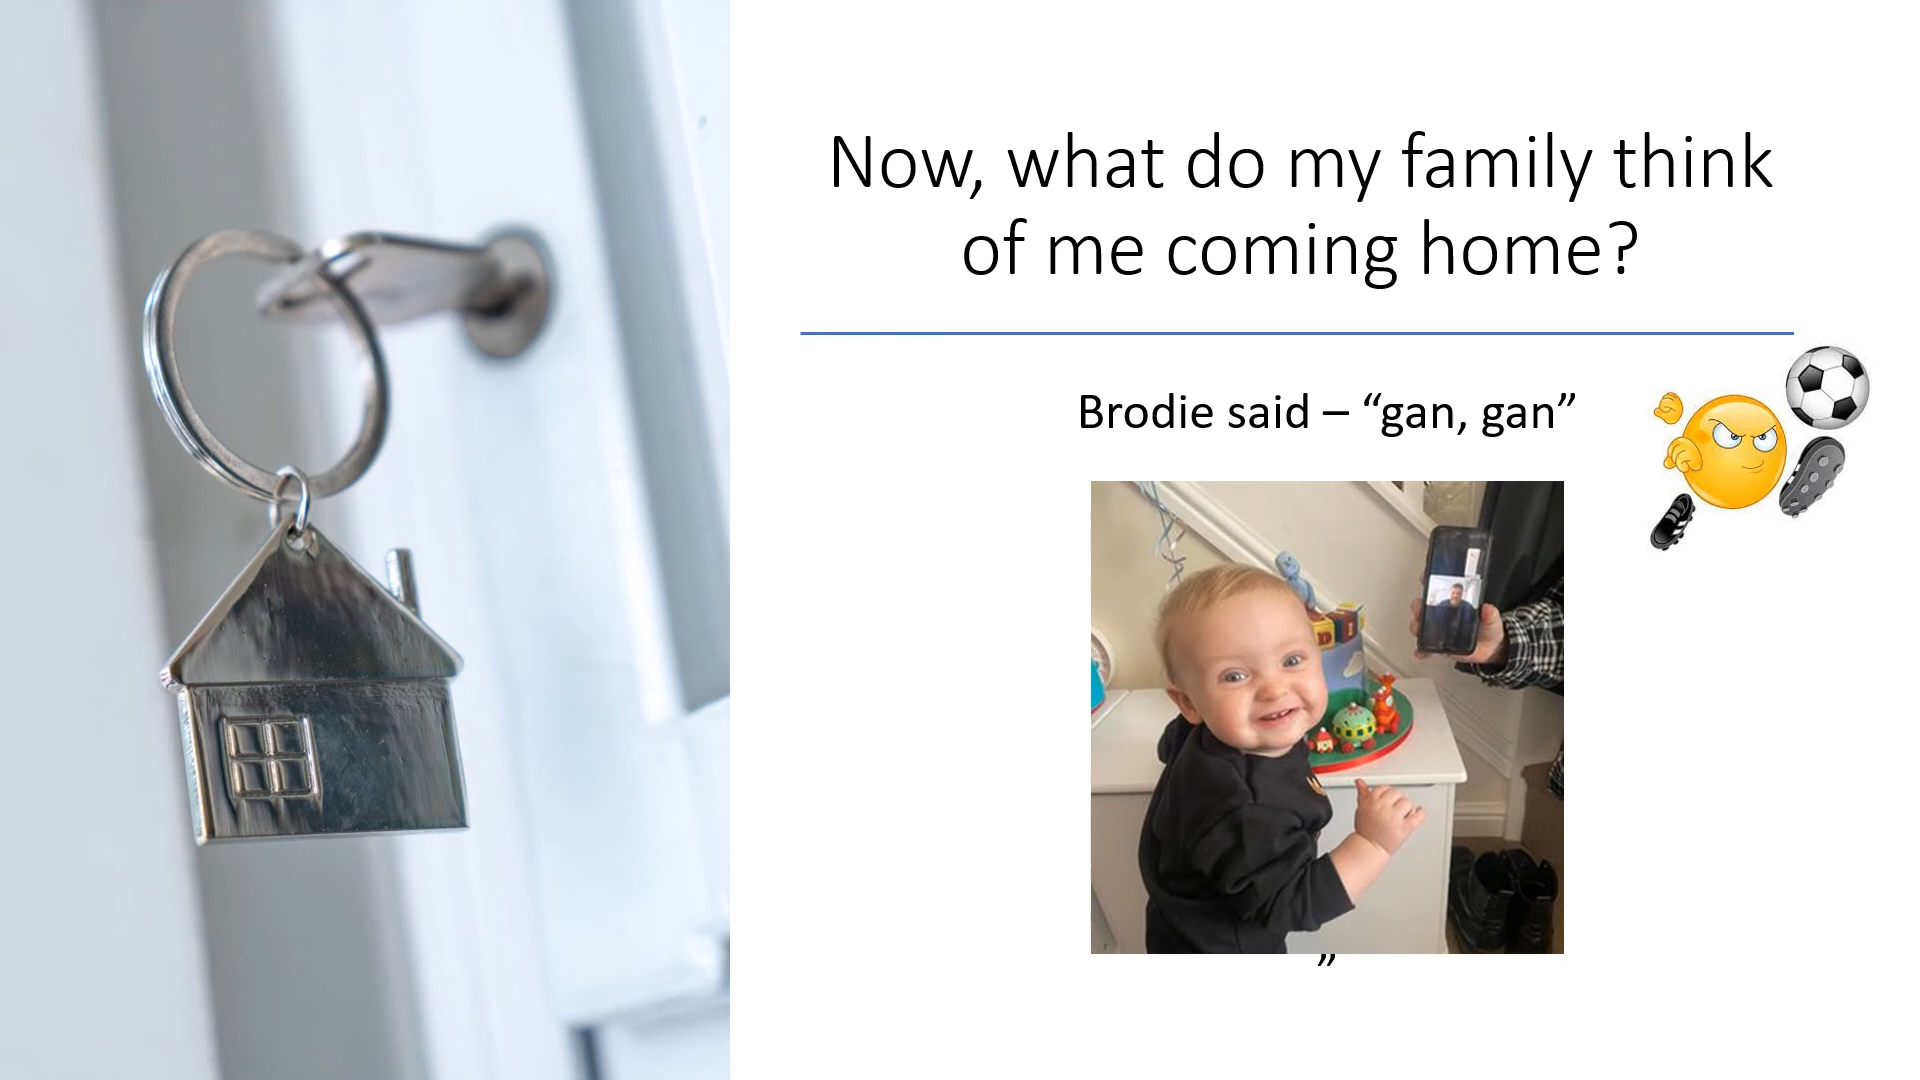 Now, what do my family think
of me coming home?
Brodie said – “gan, gan”
D I
”